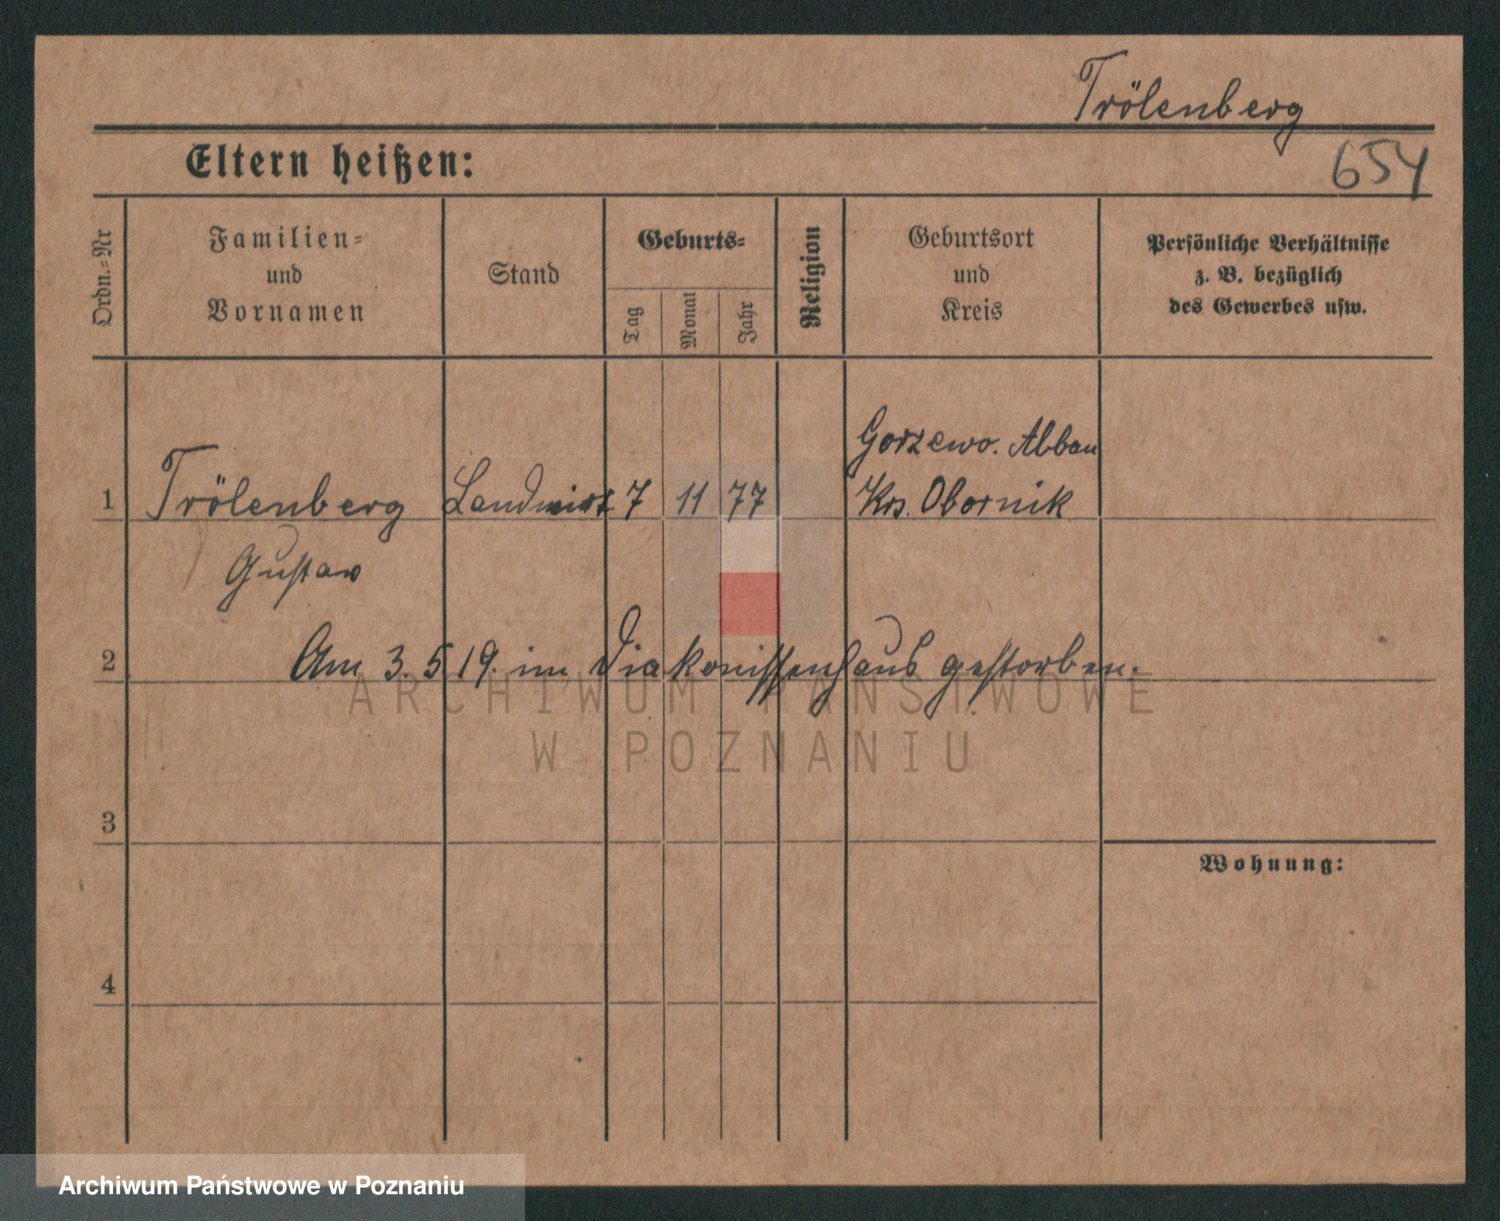 Trölenberg
Eltern heißen:
654
Ordn.=Nr
Familien=
und
Vornamen
Stand
Geburts=
Tag
Monat
Jahr
Religion
Geburtsort
und
Kreis
Persönliche Verhältnisse
z. B. bezüglich
des Gewerbes usw.
Gorzewo. Abbau
1 Trölenberg Landwirt 7 11 77 Krs. Obornik
Gustav
2 Am 3.5.19. im Diakonissenhaus gestorben.
ARCHIWUM PAŃSTWOWE
W POZNANIU
3
Wohnung:
4
Archiwum Państwowe w Poznaniu